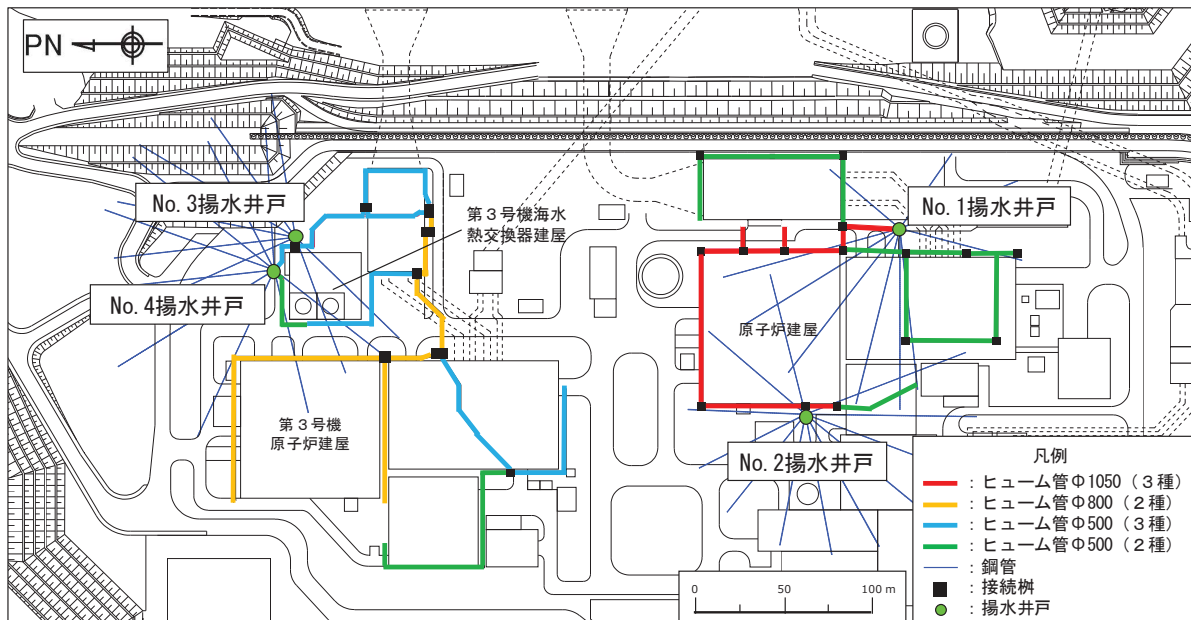 PN
No.3揚水井戸
第3号機海水
熱交換器建屋
No.1揚水井戸
No.4揚水井戸
原子炉建屋
第3号機
原子炉建屋
No.2揚水井戸
凡例
：ヒューム管Φ1050（3種）
：ヒューム管Φ800（2種）
：ヒューム管Φ500（3種）
：ヒューム管Φ500（2種）
：鋼管
：接続桝
：揚水井戸
0 50 100 m